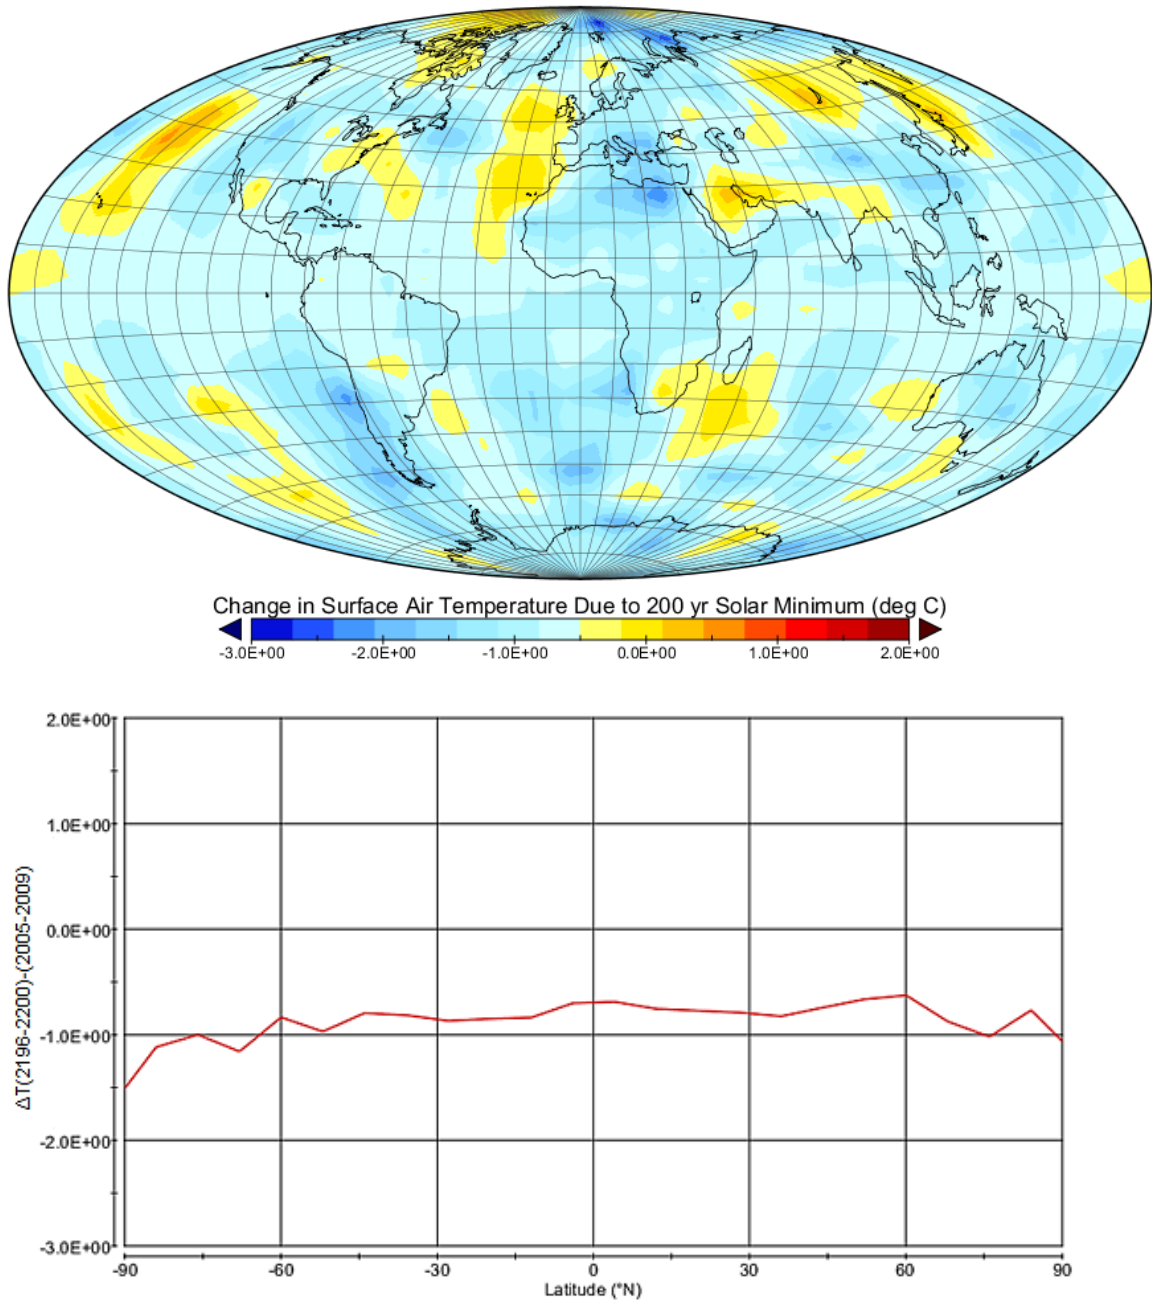 Change in Surface Air Temperature Due to 200 yr Solar Minimum (deg C)
-3.0E+00 -2.0E+00 -1.0E+00 0.0E+00 1.0E+00 2.0E+00
2.0E+00
1.0E+00
0.0E+00
-1.0E+00
-2.0E+00
-3.0E+00
ΔT(2196-2200)-(2005-2009)
-90 -60 -30 0 30 60 90
Latitude (°N)